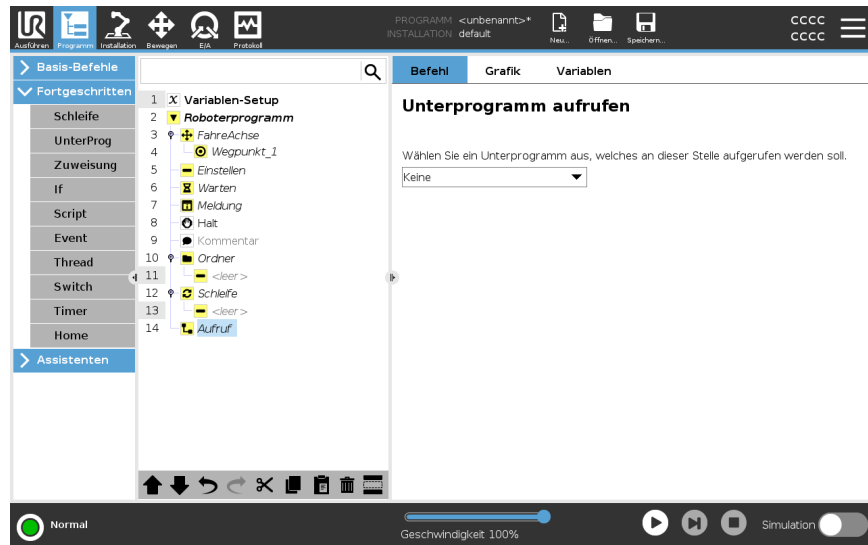 PROGRAMM <unbenannt>*
INSTALLATION default
Ausführen
Programm
Installation
Bewegen
E/A
Protokoll
Neu...
Öffnen...
Speichern...
CCCC
CCCC
Basis-Befehle
Fortgeschritten
Schleife
UnterProg
Zuweisung
If
Script
Event
Thread
Switch
Timer
Home
Assistenten
1 Variablen-Setup
2 Roboterprogramm
3 FahreAchse
4 Wegpunkt_1
5 Einstellen
6 Warten
7 Meldung
8 Halt
9 Kommentar
10 Ordner
11 <leer>
12 Schleife
13 <leer>
14 Aufruf
Befehl Grafik Variablen
Unterprogramm aufrufen
Wählen Sie ein Unterprogramm aus, welches an dieser Stelle aufgerufen werden soll.
Keine
Normal
Geschwindigkeit 100%
Simulation